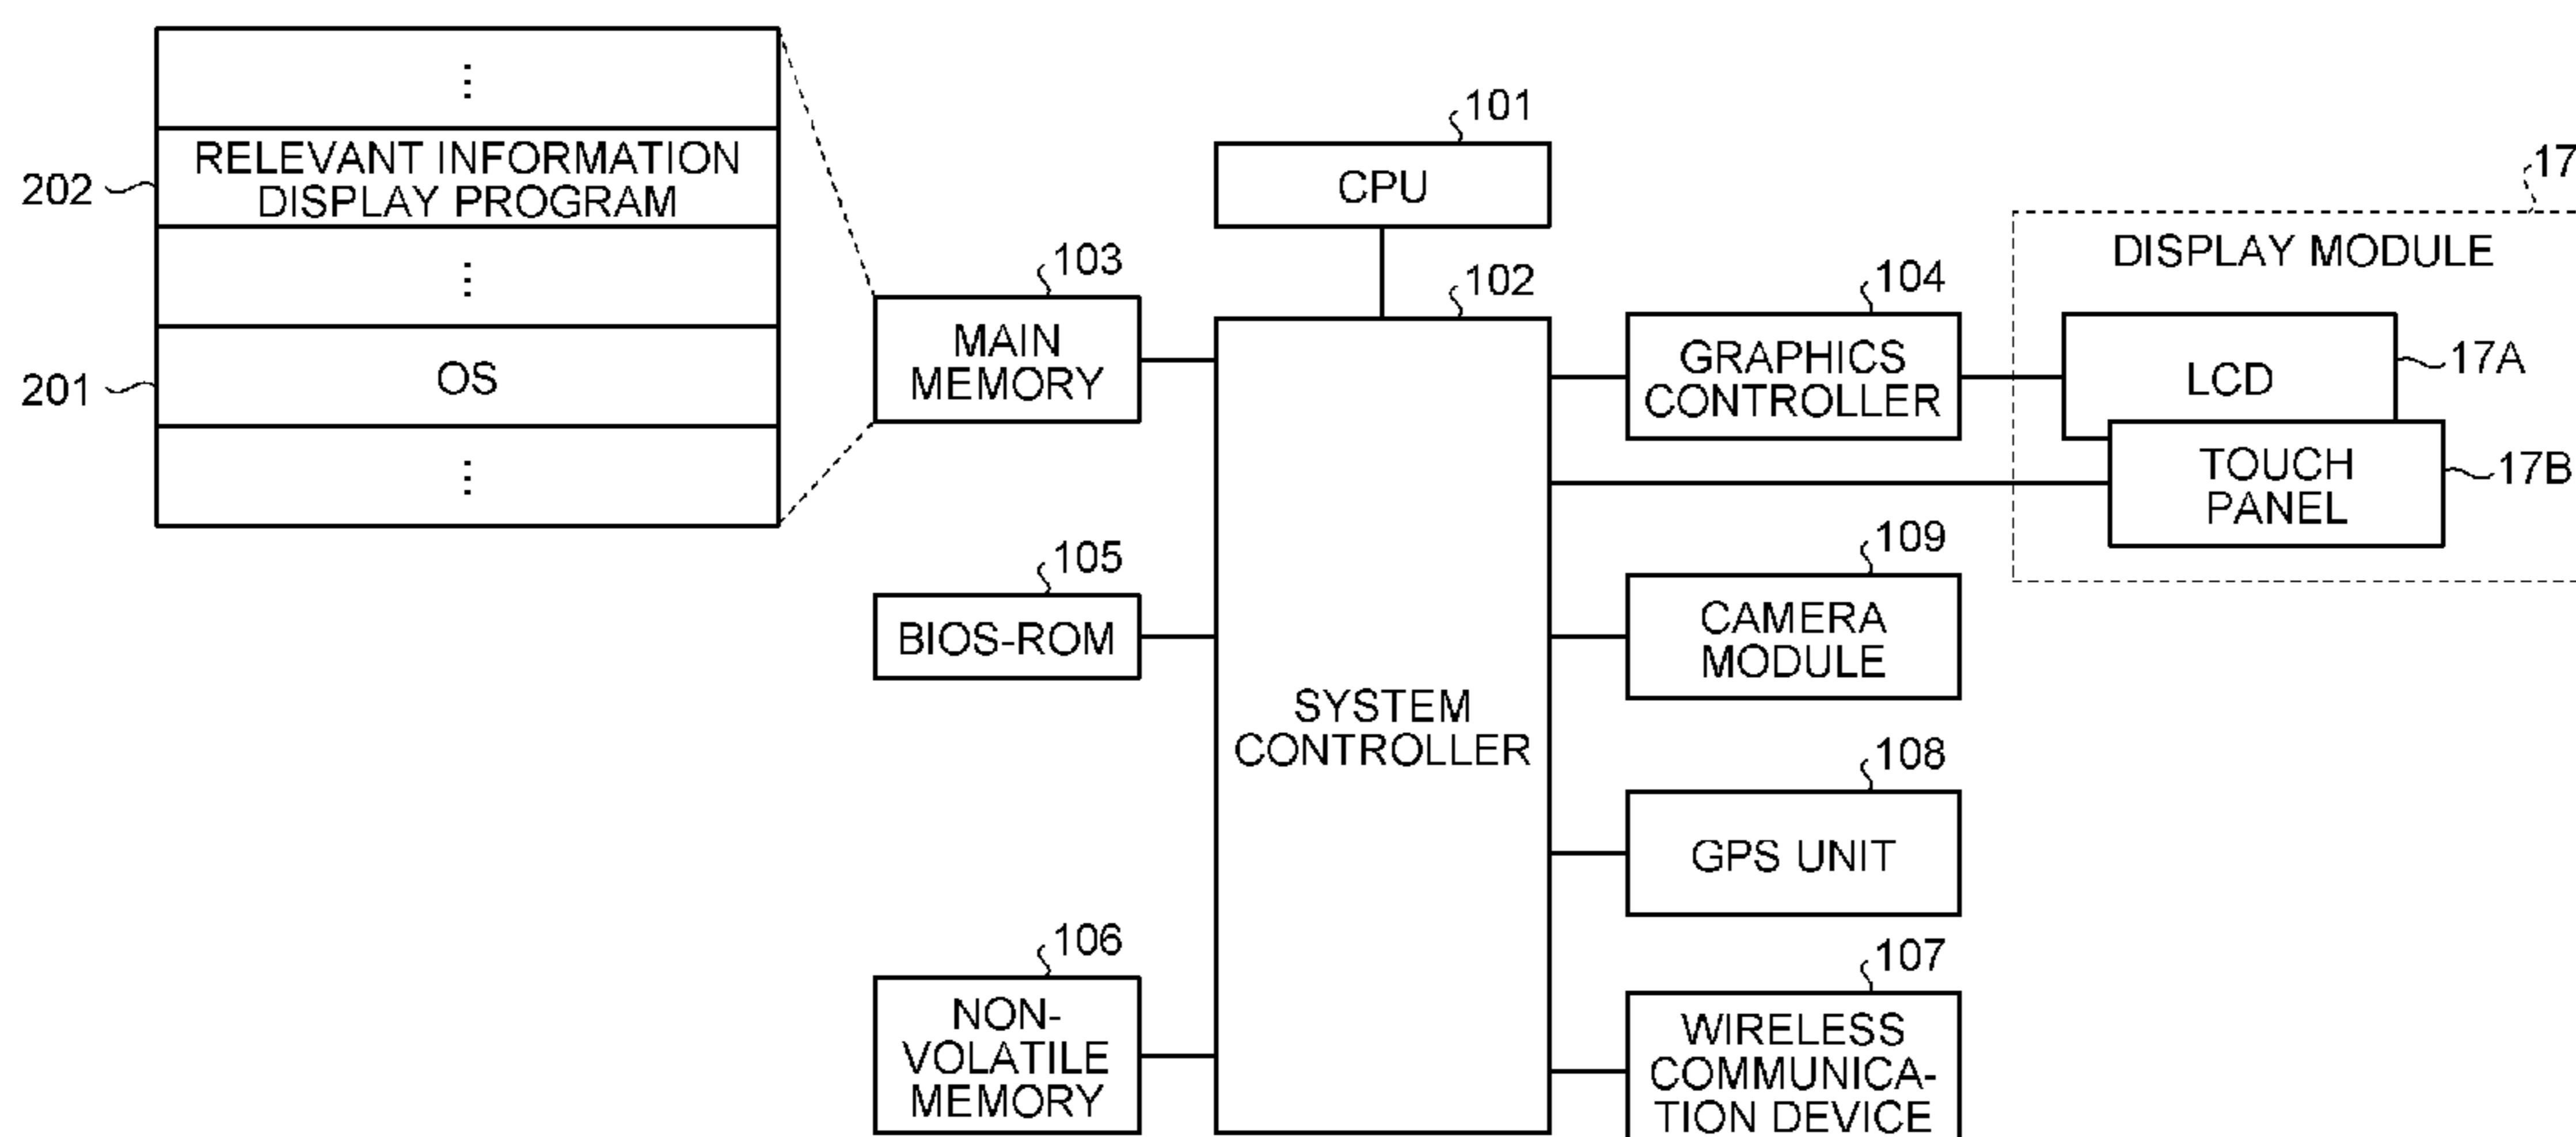 ⋮
202
RELEVANT INFORMATION
DISPLAY PROGRAM
⋮
201
OS
⋮
103
MAIN
MEMORY
105
BIOS-ROM
106
NON-
VOLATILE
MEMORY
101
CPU
102
SYSTEM
CONTROLLER
104
GRAPHICS
CONTROLLER
17
DISPLAY MODULE
LCD
17A
TOUCH
PANEL
17B
109
CAMERA
MODULE
108
GPS UNIT
107
WIRELESS
COMMUNICA-
TION DEVICE